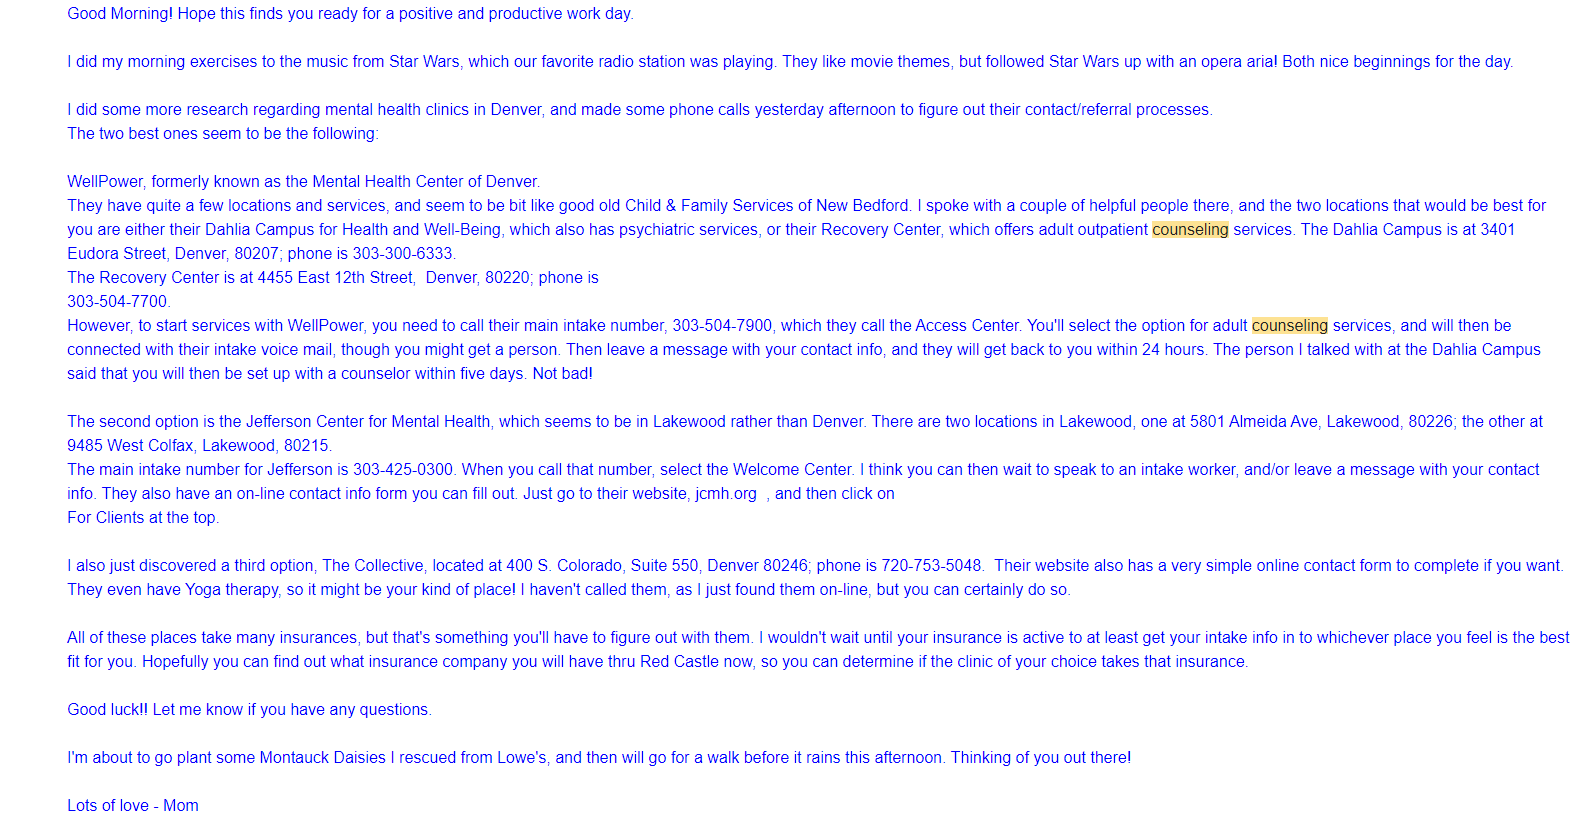 Good Morning! Hope this finds you ready for a positive and productive work day.
I did my morning exercises to the music from Star Wars, which our favorite radio station was playing. They like movie themes, but followed Star Wars up with an opera aria! Both nice beginnings for the day.
I did some more research regarding mental health clinics in Denver, and made some phone calls yesterday afternoon to figure out their contact/referral processes.
The two best ones seem to be the following:
WellPower, formerly known as the Mental Health Center of Denver.
They have quite a few locations and services, and seem to be bit like good old Child & Family Services of New Bedford. I spoke with a couple of helpful people there, and the two locations that would be best for
you are either their Dahlia Campus for Health and Well-Being, which also has psychiatric services, or their Recovery Center, which offers adult outpatient counseling services. The Dahlia Campus is at 3401
Eudora Street, Denver, 80207; phone is 303-300-6333.
The Recovery Center is at 4455 East 12th Street,  Denver, 80220; phone is
303-504-7700.
However, to start services with WellPower, you need to call their main intake number, 303-504-7900, which they call the Access Center. You'll select the option for adult counseling services, and will then be
connected with their intake voice mail, though you might get a person. Then leave a message with your contact info, and they will get back to you within 24 hours. The person I talked with at the Dahlia Campus
said that you will then be set up with a counselor within five days. Not bad!
The second option is the Jefferson Center for Mental Health, which seems to be in Lakewood rather than Denver. There are two locations in Lakewood, one at 5801 Almeida Ave, Lakewood, 80226; the other at
9485 West Colfax, Lakewood, 80215.
The main intake number for Jefferson is 303-425-0300. When you call that number, select the Welcome Center. I think you can then wait to speak to an intake worker, and/or leave a message with your contact
info. They also have an on-line contact info form you can fill out. Just go to their website, jcmh.org  , and then click on
For Clients at the top.
I also just discovered a third option, The Collective, located at 400 S. Colorado, Suite 550, Denver 80246; phone is 720-753-5048.  Their website also has a very simple online contact form to complete if you want.
They even have Yoga therapy, so it might be your kind of place! I haven't called them, as I just found them on-line, but you can certainly do so.
All of these places take many insurances, but that's something you'll have to figure out with them. I wouldn't wait until your insurance is active to at least get your intake info in to whichever place you feel is the best
fit for you. Hopefully you can find out what insurance company you will have thru Red Castle now, so you can determine if the clinic of your choice takes that insurance.
Good luck!! Let me know if you have any questions.
I'm about to go plant some Montauck Daisies I rescued from Lowe's, and then will go for a walk before it rains this afternoon. Thinking of you out there!
Lots of love - Mom